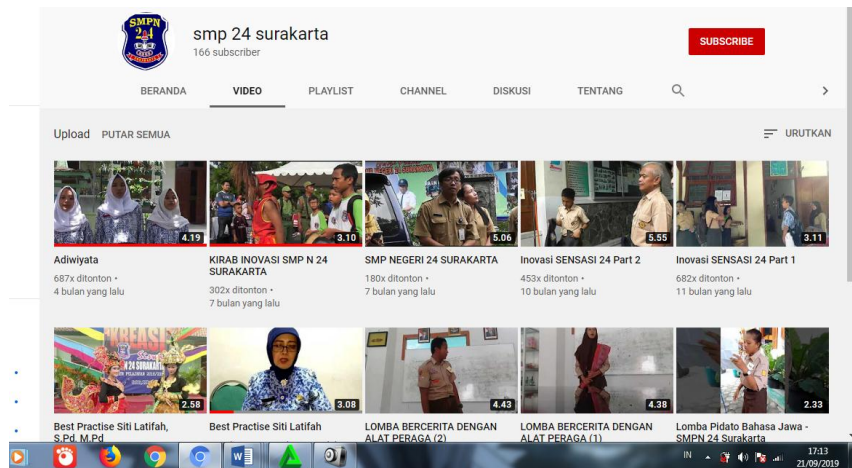 SMPN
24
smp 24 surakarta
166 subscriber
SUBSCRIBE
BERANDA VIDEO PLAYLIST CHANNEL DISKUSI TENTANG
Upload PUTAR SEMUA URUTKAN
4.19 3.10 5.06 5.55 3.11
Adiwiyata
687x ditonton •
4 bulan yang lalu
KIRAB INOVASI SMP N 24
SURAKARTA
302x ditonton •
7 bulan yang lalu
SMP NEGERI 24 SURAKARTA
180x ditonton •
7 bulan yang lalu
Inovasi SENSASI 24 Part 2
453x ditonton •
10 bulan yang lalu
Inovasi SENSASI 24 Part 1
682x ditonton •
11 bulan yang lalu
2.58 3.08 4.43 4.38 2.33
Best Practise Siti Latifah,
S.Pd, M.Pd
Best Practise Siti Latifah
LOMBA BERCERITA DENGAN
ALAT PERAGA (2)
LOMBA BERCERITA DENGAN
ALAT PERAGA (1)
Lomba Pidato Bahasa Jawa -
SMPN 24 Surakarta
IN 17:13
21/09/2019